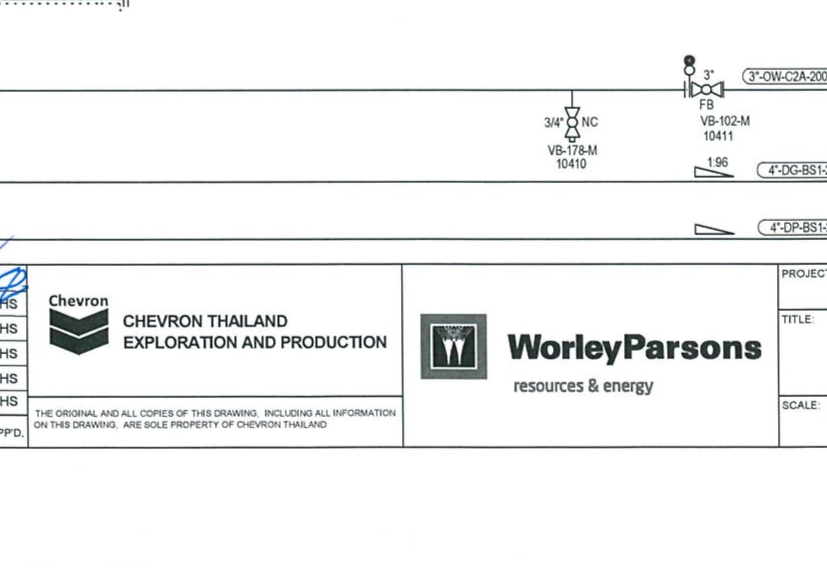 3"
3"-OW-C2A-200
3/4" NC
FB
VB-102-M
10411
VB-178-M
10410
1:96
4"-DG-BS1-
4"-DP-BS1-
PROJECT
HS
Chevron
CHEVRON THAILAND
EXPLORATION AND PRODUCTION
WorleyParsons
resources & energy
TITLE:
HS
HS
HS
HS
THE ORIGINAL AND ALL COPIES OF THIS DRAWING, INCLUDING ALL INFORMATION
ON THIS DRAWING, ARE SOLE PROPERTY OF CHEVRON THAILAND
SCALE:
PP'D.